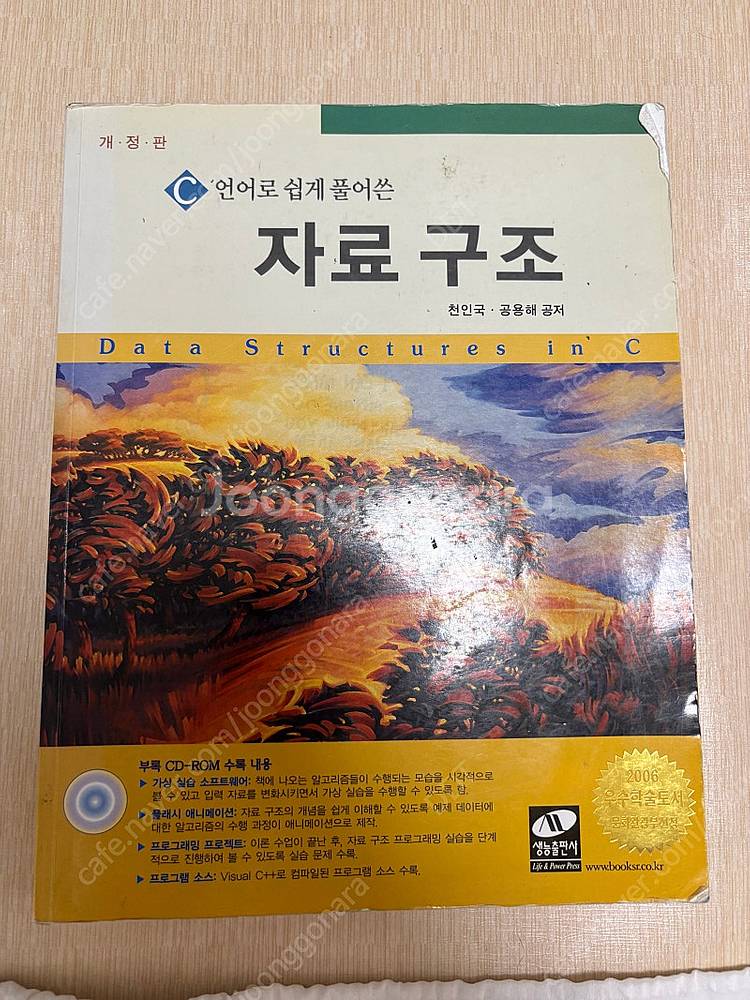 개·정·판
C 언어로 쉽게 풀어쓴
자료 구조
천인국 · 공용해 공저
Data Structures in C
Joonggonara
부록 CD-ROM 수록 내용
▶ 가상 실습 소프트웨어: 책에 나오는 알고리즘들이 수행되는 모습을 시각적으로
볼 수 있고 입력 자료를 변화시키면서 가상 실습을 수행할 수 있도록 함.
▶ 플래시 애니메이션: 자료 구조의 개념을 쉽게 이해할 수 있도록 예제 데이터에
대한 알고리즘의 수행 과정이 애니메이션으로 제작.
▶ 프로그래밍 프로젝트: 이론 수업이 끝난 후, 자료 구조 프로그래밍 실습을 단계
적으로 진행하여 볼 수 있도록 실습 문제 수록.
▶ 프로그램 소스: Visual C++로 컴파일된 프로그램 소스 수록.
2006
우수학술도서
문화관광부선정
생능출판사
Life & Power Press
www.booksr.co.kr
cafe.naver.com/joonggonara